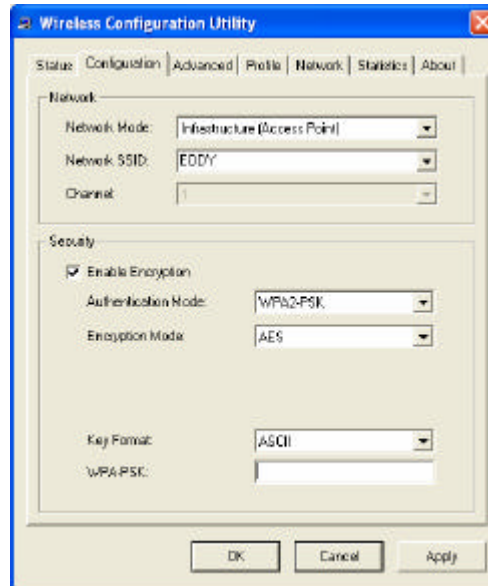 Wireless Configuration Utility
Status Configuration Advanced Profile Network Statistics About
Network
Network Mode: Infrastructure (Access Point)
Network SSID: EDDY
Channel: 1
Security
Enable Encryption
Authentication Mode: WPA2-PSK
Encryption Mode: AES
Key Format: ASCII
WPA-PSK:
OK Cancel Apply